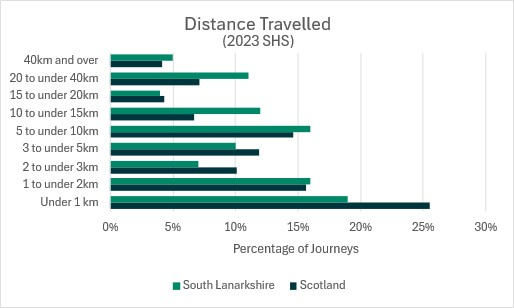 Distance Travelled
(2023 SHS)
40km and over
20 to under 40km
15 to under 20km
10 to under 15km
5 to under 10km
3 to under 5km
2 to under 3km
1 to under 2km
Under 1 km
0% 5% 10% 15% 20% 25% 30%
Percentage of Journeys
South Lanarkshire Scotland